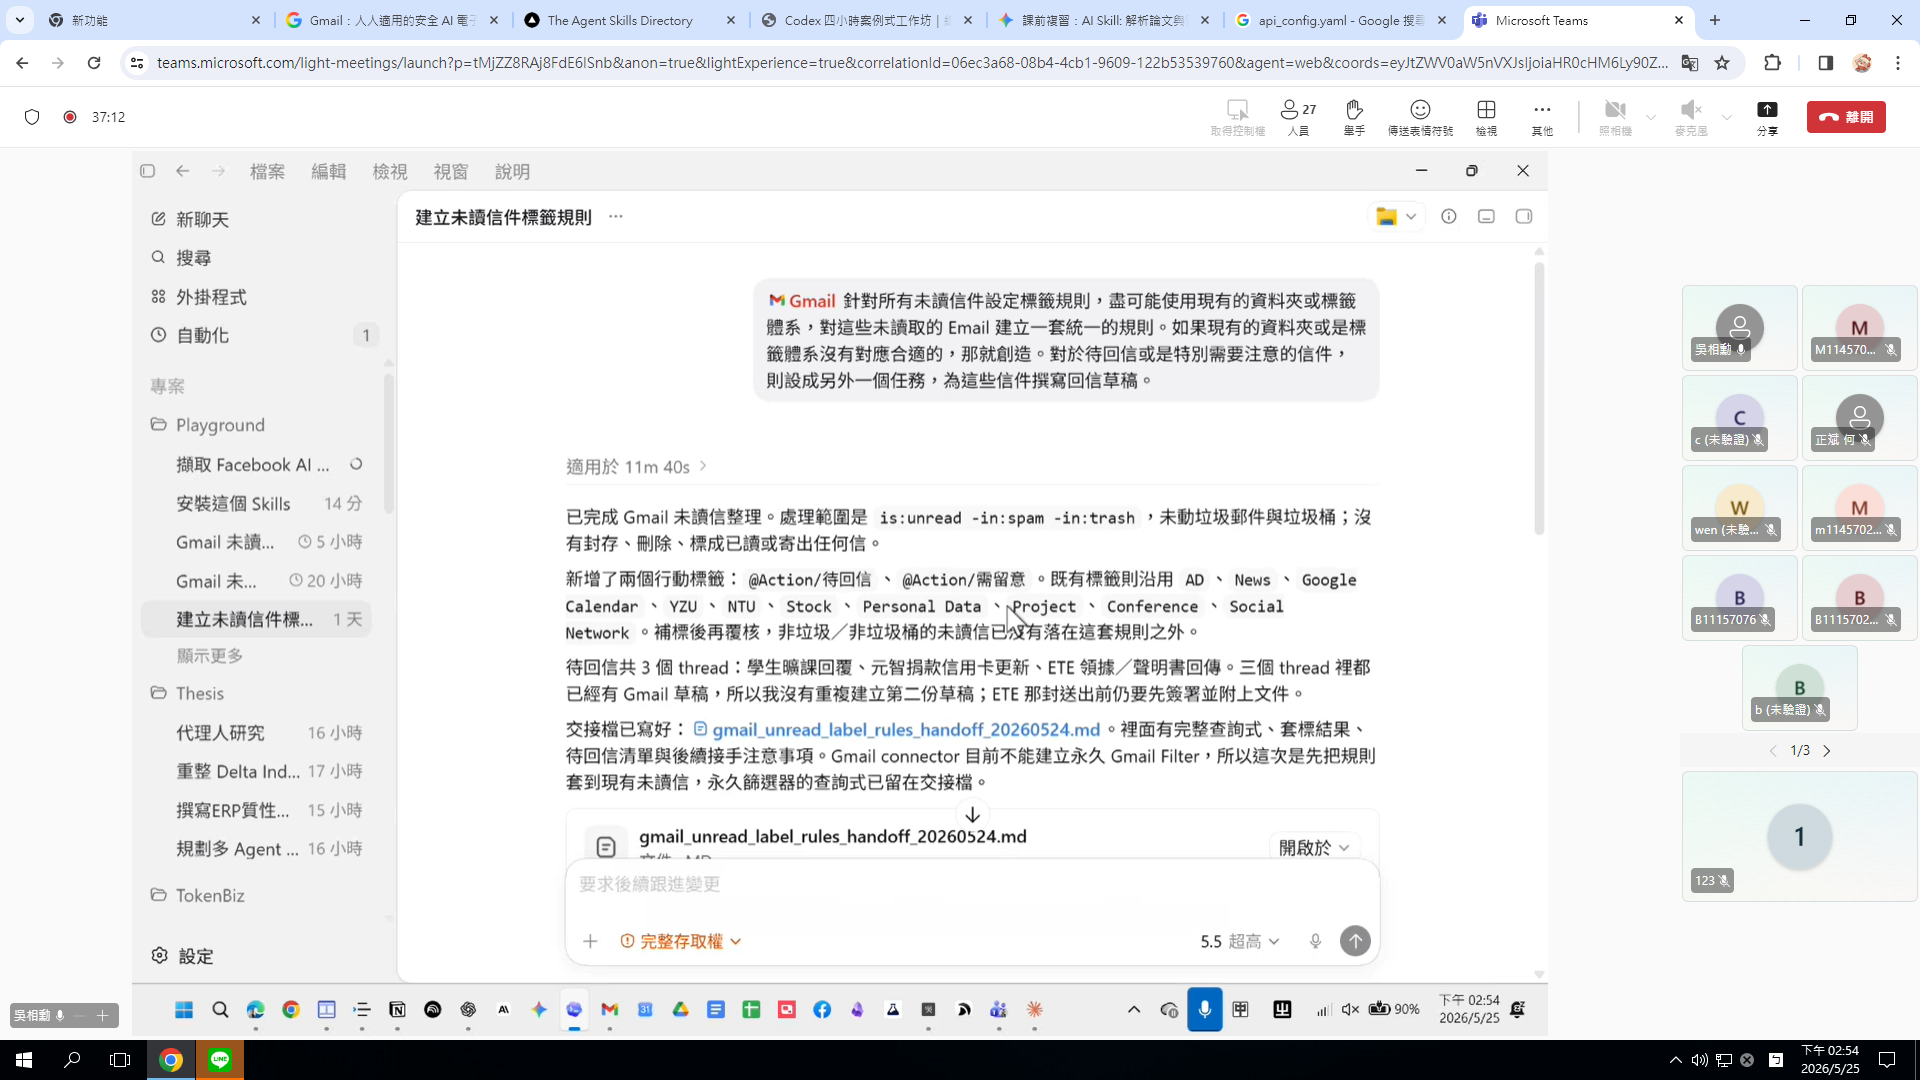 新功能
Gmail：人人適用的安全 AI 電子
The Agent Skills Directory
Codex 四小時案例式工作坊
課前複習：AI Skill: 解析論文與
api_config.yaml - Google 搜尋
Microsoft Teams
teams.microsoft.com/light-meetings/launch?p=tMjZZ8RAj8FdE6ISnb&anon=true&lightExperience=true&correlationId=06ec3a68-08b4-4cb1-9609-122b53539760&agent=web&coords=eyJtZWV0aW5nVXJsIjoiaHR0cHM6Ly90Z...
37:12
取得控制權
27
人員
舉手
傳送表情符號
檢視
其他
照相機
麥克風
分享
離開
檔案 編輯 檢視 視窗 說明
新聊天
搜尋
外掛程式
自動化 1
專案
Playground
擷取 Facebook AI ...
安裝這個 Skills 14 分
Gmail 未讀... 5 小時
Gmail 未... 20 小時
建立未讀信件標... 1 天
顯示更多
Thesis
代理人研究 16 小時
重整 Delta Ind... 17 小時
撰寫ERP質性... 15 小時
規劃多 Agent ... 16 小時
TokenBiz
設定
建立未讀信件標籤規則 ...
Gmail 針對所有未讀信件設定標籤規則，盡可能使用現有的資料夾或標籤
體系，對這些未讀取的 Email 建立一套統一的規則。如果現有的資料夾或是標
籤體系沒有對應合適的，那就創造。對於待回信或是特別需要注意的信件，
則設成另外一個任務，為這些信件撰寫回信草稿。
適用於 11m 40s
已完成 Gmail 未讀信整理。處理範圍是 is:unread -in:spam -in:trash，未動垃圾郵件與垃圾桶；沒
有封存、刪除、標成已讀或寄出任何信。
新增了兩個行動標籤：@Action/待回信、@Action/需留意。既有標籤則沿用 AD、News、Google
Calendar、YZU、NTU、Stock、Personal Data、Project、Conference、Social
Network。補標後再覆核，非垃圾／非垃圾桶的未讀信已沒有落在這套規則之外。
待回信共 3 個 thread：學生曠課回覆、元智捐款信用卡更新、ETE 領據／聲明書回傳。三個 thread 裡都
已經有 Gmail 草稿，所以我沒有重複建立第二份草稿；ETE 那封送出前仍要先簽署並附上文件。
交接檔已寫好：gmail_unread_label_rules_handoff_20260524.md。裡面有完整查詢式、套標結果、
待回信清單與後續接手注意事項。Gmail connector 目前不能建立永久 Gmail Filter，所以這次是先把規則
套到現有未讀信，永久篩選器的查詢式已留在交接檔。
gmail_unread_label_rules_handoff_20260524.md
開啟於
要求後續跟進變更
完整存取權
5.5 超高
吳相勳
M114570...
c (未驗證)
正斌 何
W
wen (未驗...
m1145702...
B11157076
B1115702...
b (未驗證)
1/3
1
123
吳相勳
90%
下午 02:54
2026/5/25
下午 02:54
2026/5/25